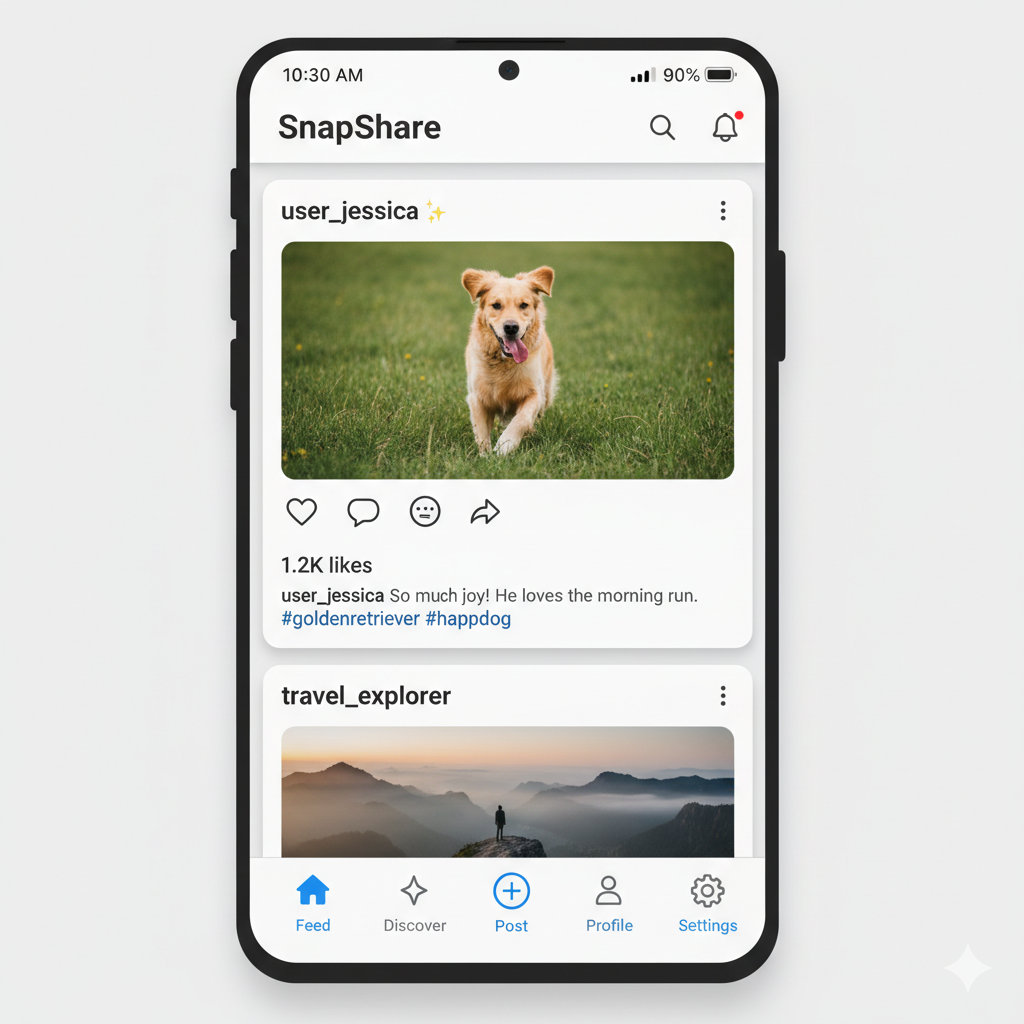 10:30 AM 90%
SnapShare
user_jessica ✨
1.2K likes
user_jessica So much joy! He loves the morning run.
#goldenretriever #happdog
travel_explorer
Feed Discover Post Profile Settings